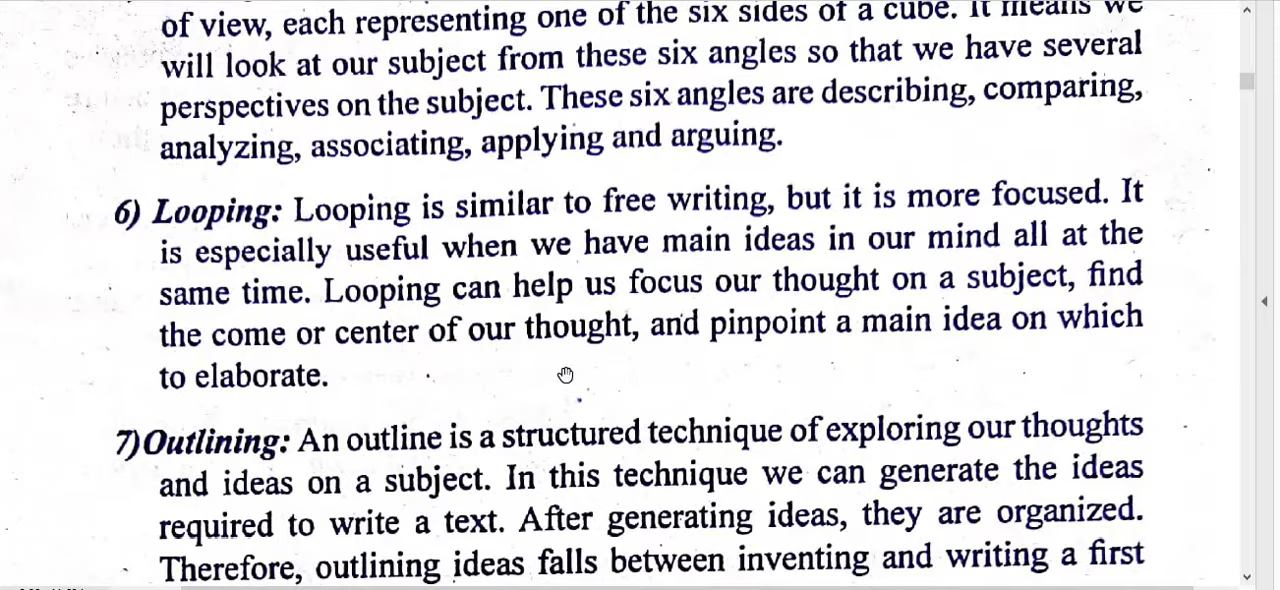 of view, each representing one of the six sides of a cube. It means we
will look at our subject from these six angles so that we have several
perspectives on the subject. These six angles are describing, comparing,
analyzing, associating, applying and arguing.
6) Looping: Looping is similar to free writing, but it is more focused. It
is especially useful when we have main ideas in our mind all at the
same time. Looping can help us focus our thought on a subject, find
the come or center of our thought, and pinpoint a main idea on which
to elaborate.
7)Outlining: An outline is a structured technique of exploring our thoughts
and ideas on a subject. In this technique we can generate the ideas
required to write a text. After generating ideas, they are organized.
Therefore, outlining ideas falls between inventing and writing a first